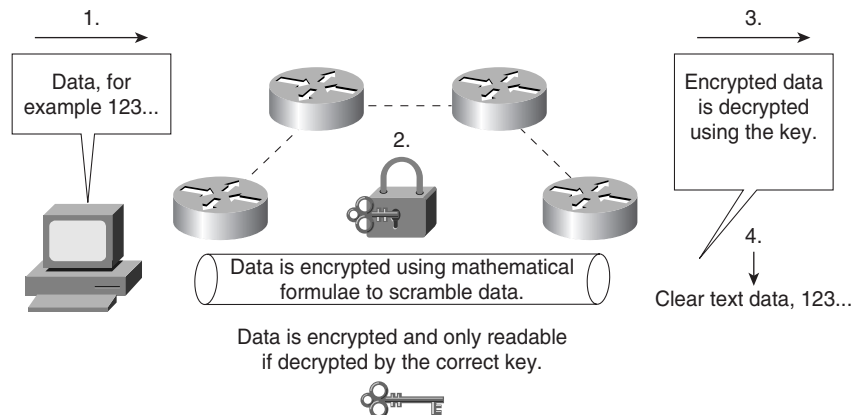 1.
Data, for
example 123...
2.
Data is encrypted using mathematical
formulae to scramble data.
Data is encrypted and only readable
if decrypted by the correct key.
3.
Encrypted data
is decrypted
using the key.
4.
Clear text data, 123...